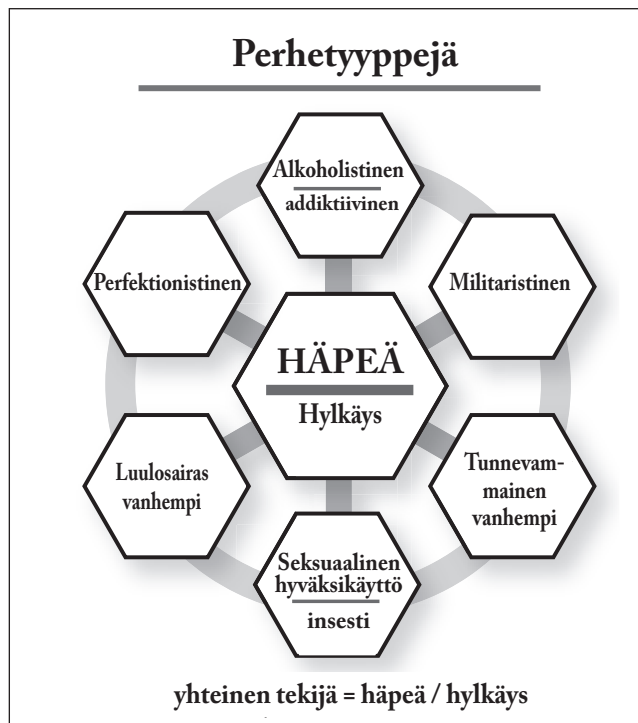 Perhetyyppejä
Alkoholistinen
addiktiivinen
Perfektionistinen
Militaristinen
HÄPEÄ
Hylkäys
Luulosairas
vanhempi
Tunnevam-
mainen
vanhempi
Seksuaalinen
hyväksikäyttö
insesti
yhteinen tekijä = häpeä / hylkäys